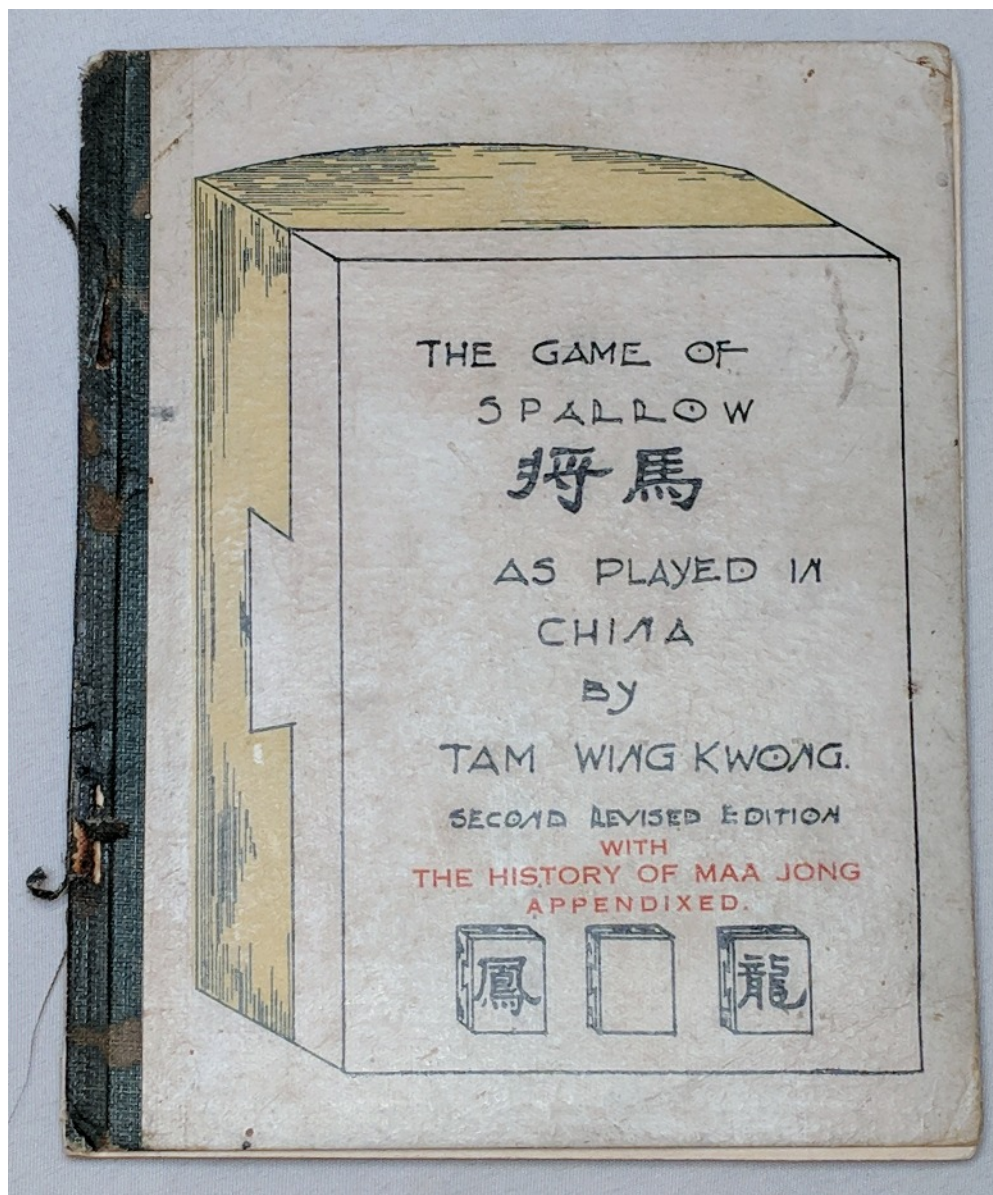 THE GAME OF
SPARROW
馬将
AS PLAYED IN
CHINA
BY
TAM WING KWONG.
SECOND REVISED EDITION
WITH
THE HISTORY OF MAA JONG
APPENDIXED.
鳳 龍